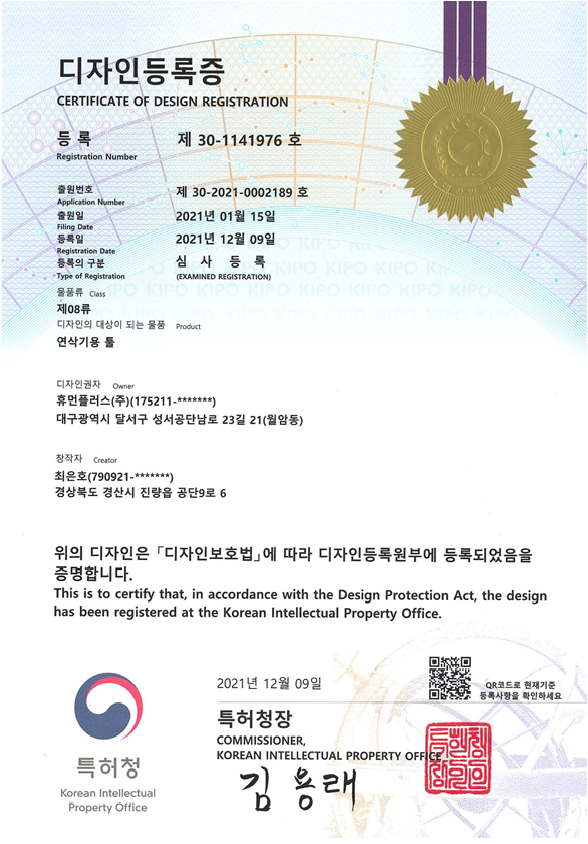 디자인등록증
CERTIFICATE OF DESIGN REGISTRATION
등 록 제 30-1141976 호
Registration Number
출원번호 제 30-2021-0002189 호
Application Number
출원일 2021년 01월 15일
Filing Date
등록일 2021년 12월 09일
Registration Date
등록의 구분 심 사 등 록
Type of Registration (EXAMINED REGISTRATION)
물품류 Class
제08류
디자인의 대상이 되는 물품 Product
연삭기용 툴
디자인권자 Owner
휴먼플러스(주)(175211-*******)
대구광역시 달서구 성서공단남로 23길 21(월암동)
창작자 Creator
최은호(790921-*******)
경상북도 경산시 진량읍 공단9로 6
위의 디자인은 「디자인보호법」에 따라 디자인등록원부에 등록되었음을
증명합니다.
This is to certify that, in accordance with the Design Protection Act, the design
has been registered at the Korean Intellectual Property Office.
2021년 12월 09일
QR코드로 현재기준
등록사항을 확인하세요
특허청장
COMMISSIONER,
KOREAN INTELLECTUAL PROPERTY OFFICE
김용래
특허청
Korean Intellectual
Property Office
KIPO KIPO KIPO KIPO KIPO